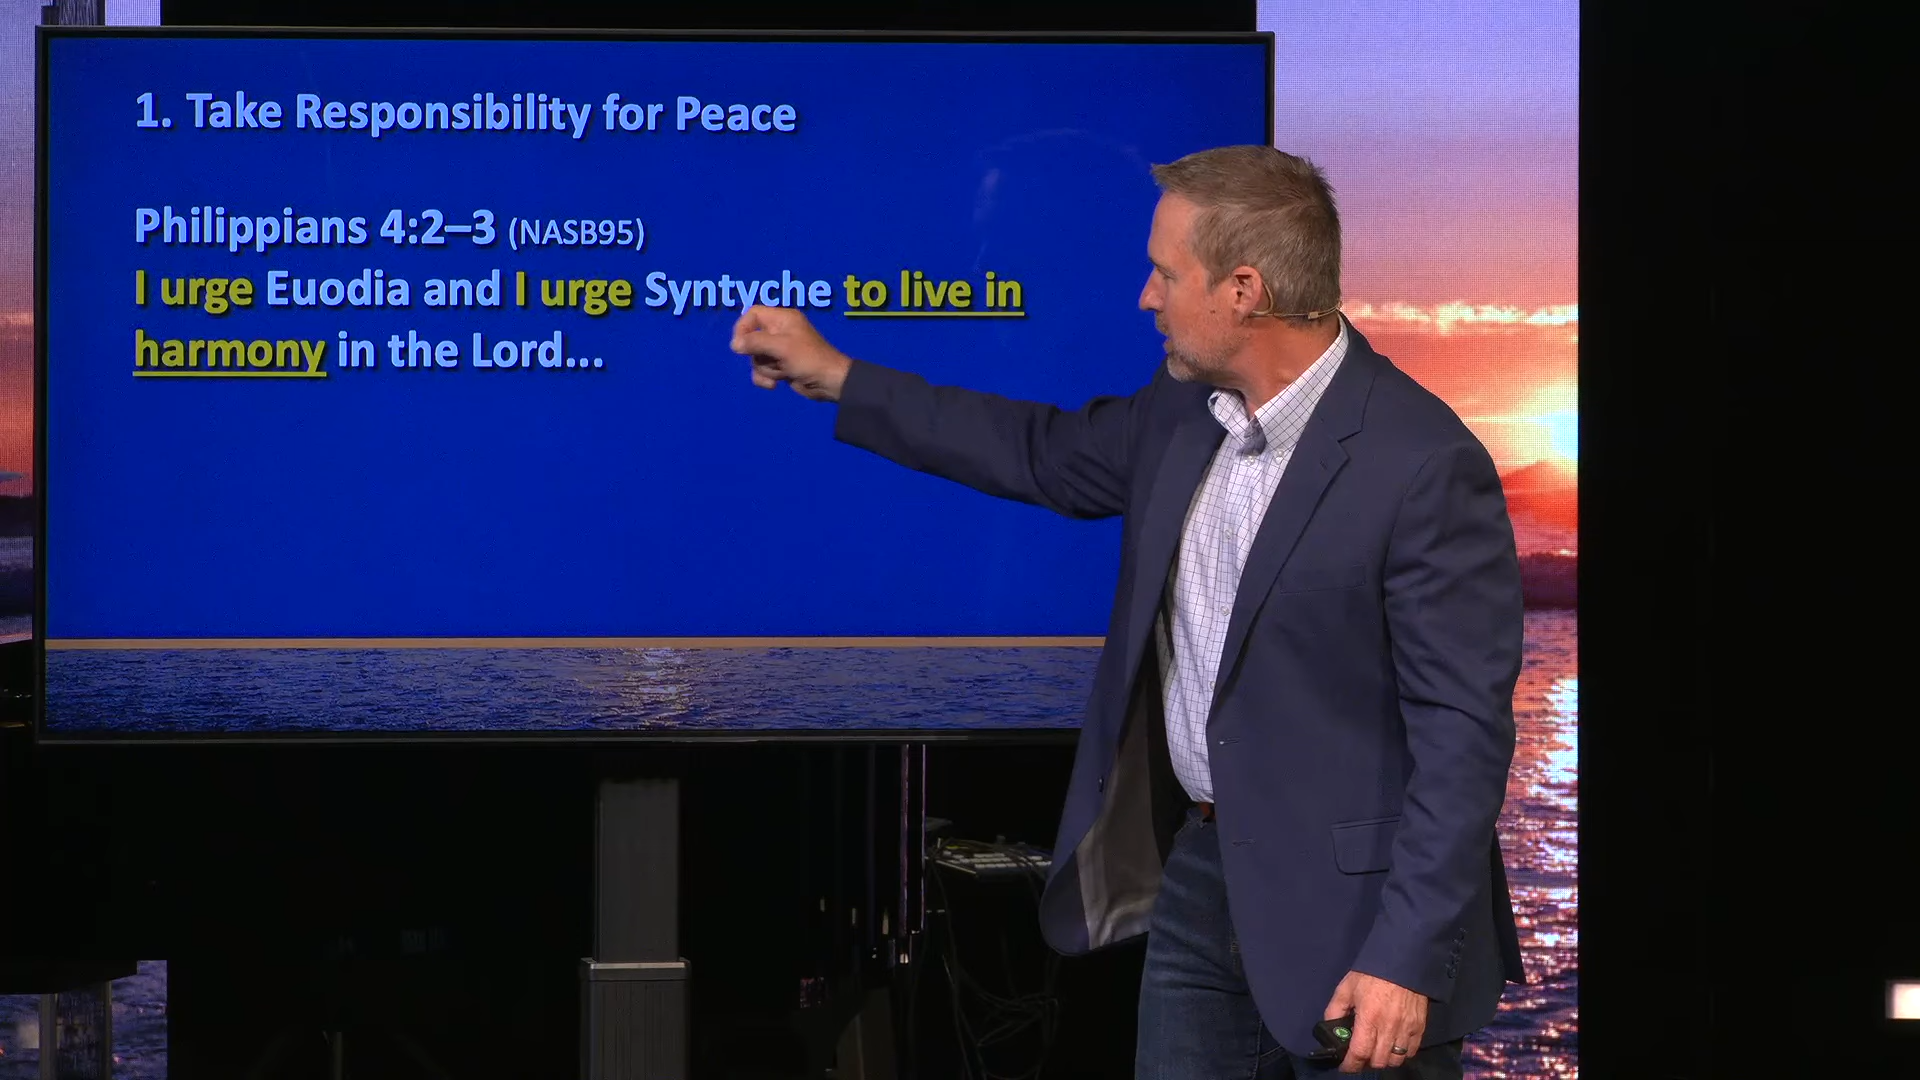 1. Take Responsibility for Peace
Philippians 4:2–3 (NASB95)
I urge Euodia and I urge Syntyche to live in
harmony in the Lord...